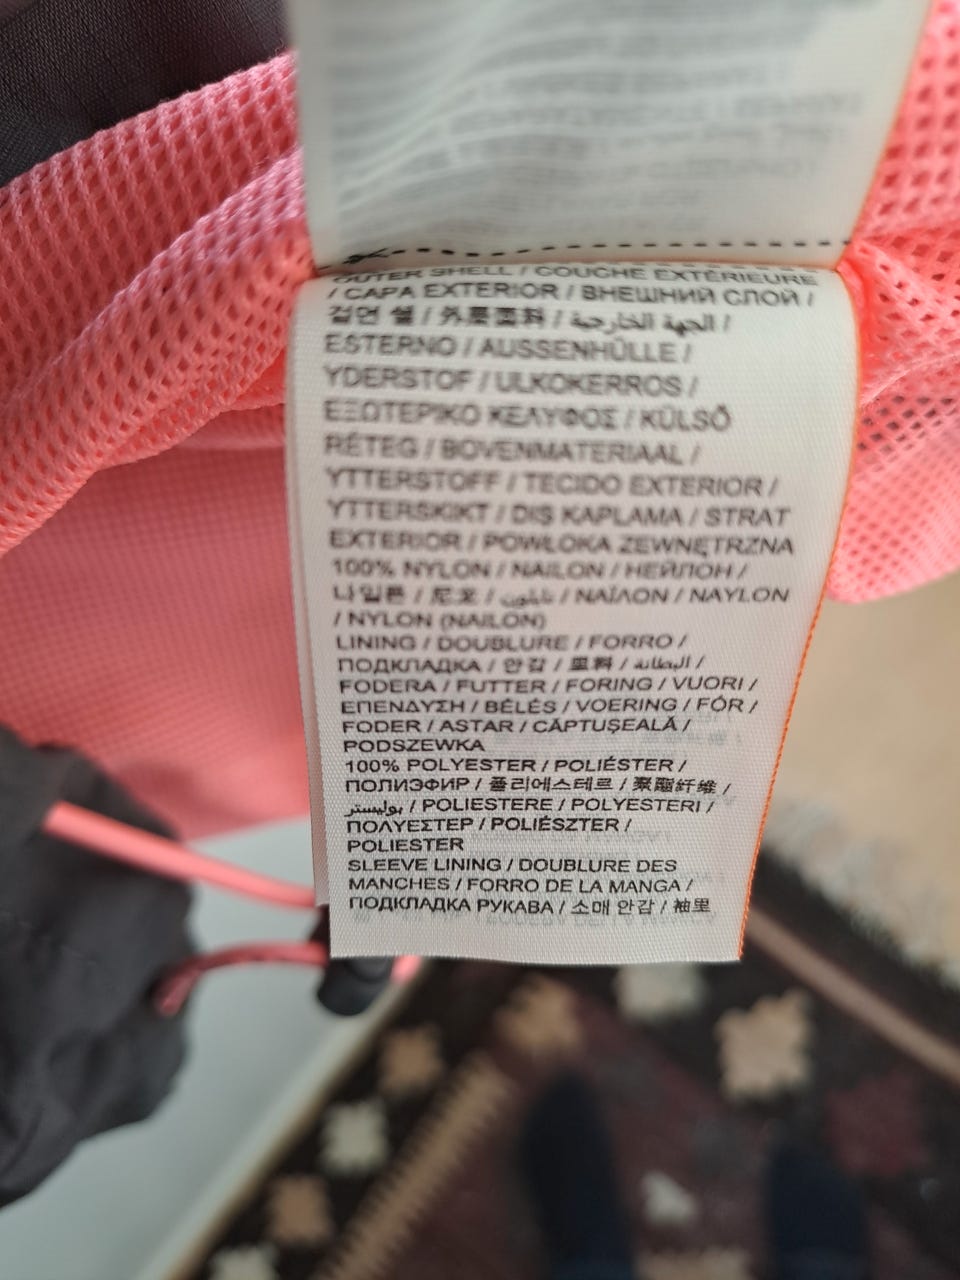 OUTER SHELL / COUCHE EXTÉRIEURE
/ CAPA EXTERIOR / ВНЕШНИЙ СЛОЙ /
겉면 쉘 / 外层面料 / الجهة الخارجية /
ESTERNO / AUSSENHÜLLE /
YDERSTOF / ULKOKERROS /
ΕΞΩΤΕΡΙΚΟ ΚΕΛΥΦΟΣ / KÜLSŐ
RÉTEG / BOVENMATERIAAL /
YTTERSTOFF / TECIDO EXTERIOR /
YTTERSKIKT / DIŞ KAPLAMA / STRAT
EXTERIOR / POWŁOKA ZEWNĘTRZNA
100% NYLON / NAILON / НЕЙЛОН /
나일론 / 尼龙 / نايلون / ΝΑΪΛΟΝ / NAYLON
/ NYLON (NAILON)
LINING / DOUBLURE / FORRO /
ПОДКЛАДКА / 안감 / 里料 / البطانة /
FODERA / FUTTER / FORING / VUORI /
ΕΠΕΝΔΥΣΗ / BÉLÉS / VOERING / FÓR /
FODER / ASTAR / CĂPTUȘEALĂ /
PODSZEWKA
100% POLYESTER / POLIÉSTER /
ПОЛИЭФИР / 폴리에스테르 / 聚酯纤维 /
بوليستر / POLIESTERE / POLYESTERI /
ΠΟΛΥΕΣΤΕΡ / POLIÉSZTER /
POLIESTER
SLEEVE LINING / DOUBLURE DES
MANCHES / FORRO DE LA MANGA /
ПОДКЛАДКА РУКАВА / 소매 안감 / 袖里